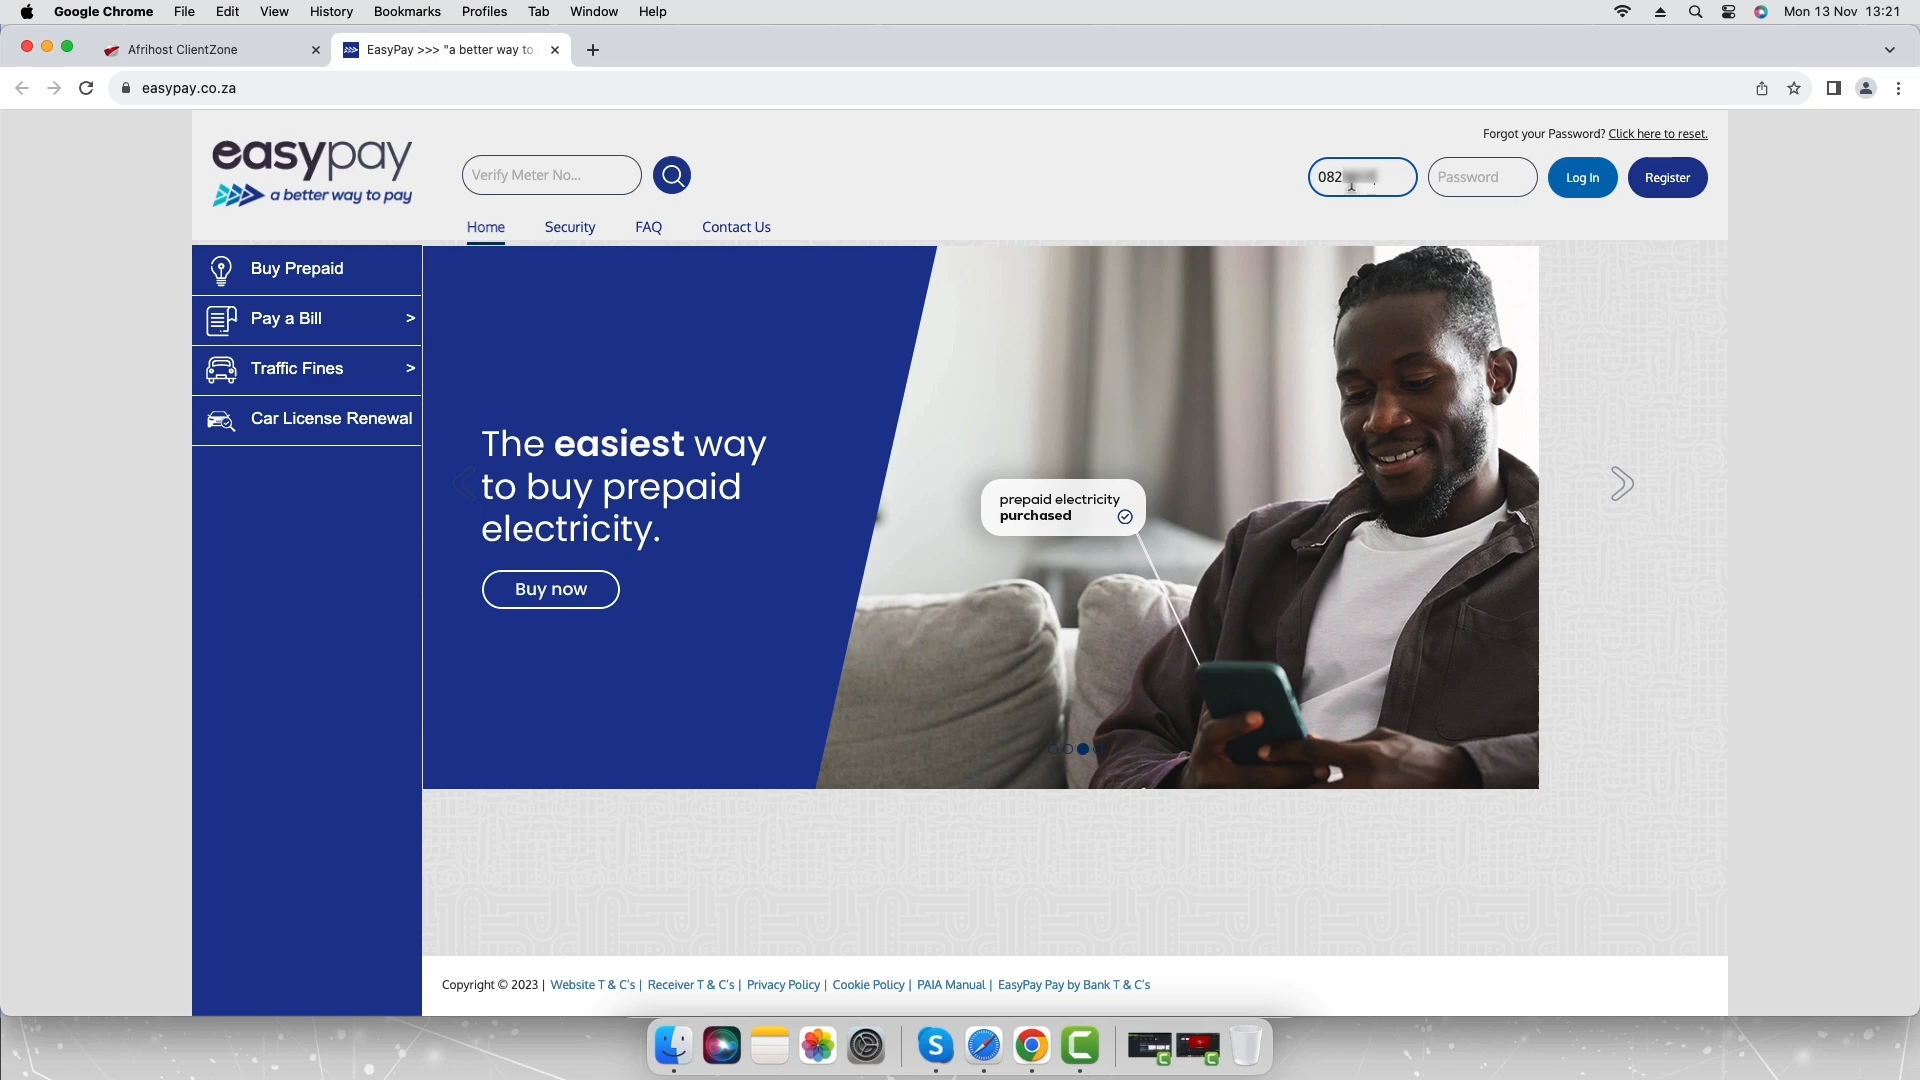 Google Chrome File Edit View History Bookmarks Profiles Tab Window Help Mon 13 Nov 13:21
Afrihost ClientZone
EasyPay >>> "a better way to
easypay.co.za
Forgot your Password? Click here to reset.
easypay
a better way to pay
Verify Meter No...
082
Password
Log In
Register
Home Security FAQ Contact Us
Buy Prepaid
Pay a Bill >
Traffic Fines >
Car License Renewal
The easiest way
to buy prepaid
electricity.
Buy now
prepaid electricity
purchased
Copyright © 2023 | Website T & C's | Receiver T & C's | Privacy Policy | Cookie Policy | PAIA Manual | EasyPay Pay by Bank T & C's